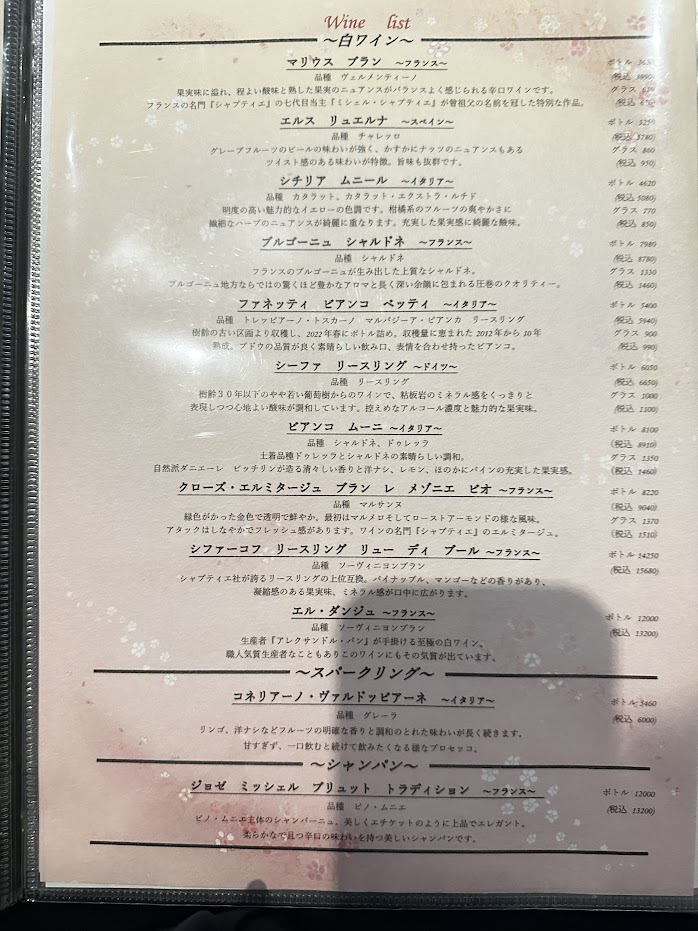 Wine list
～白ワイン～
マリウス ブラン ～フランス～ ボトル
品種 ヴェルメンティーノ (税込
果実味に溢れ、程よい酸味と熟した果実のニュアンスがバランスよく感じられる辛口ワインです。 グラス
フランスの名門『シャプティエ』の七代目当主『ミシェル・シャプティエ』が曾祖父の名前を冠した特別な作品。 (税込
エルス リュエルナ ～スペイン～ ボトル 5250
品種 チャレッロ (税込 5780)
グレープフルーツのピールの味わいが強く、かすかにナッツのニュアンスもある グラス 860
ツイスト感のある味わいが特徴。旨味も抜群です。 (税込 950)
シチリア ムニール ～イタリア～ ボトル 4620
品種 カタラット、カタラット・エクストラ・ルチド (税込 5080)
明度の高い魅力的なイエローの色調です。柑橘系のフルーツの爽やかさに グラス 770
繊細なハーブのニュアンスが綺麗に重なります。充実した果実感に綺麗な酸味。 (税込 850)
ブルゴーニュ シャルドネ ～フランス～ ボトル 7980
品種 シャルドネ (税込 8780)
フランスのブルゴーニュが生み出した上質なシャルドネ。 グラス 1330
ブルゴーニュ地方ならではの驚くほど豊かなアロマと長く深い余韻に包まれる圧巻のクオリティー。 (税込 1460)
ファネッティ ビアンコ ペッティ ～イタリア～ ボトル 5400
品種 トレッビアーノ・トスカーノ マルバジーア・ビアンカ リースリング (税込 5940)
樹齢の古い区画より収穫し、2022年春にボトル詰め。収穫量に恵まれた2012年から10年 グラス 900
熟成。ブドウの品質が良く素晴らしい飲み口、表情を合わせ持ったビアンコ。 (税込 990)
シーファ リースリング ～ドイツ～ ボトル 6050
品種 リースリング (税込 6650)
樹齢３０年以下のやや若い葡萄樹からのワインで、粘板岩のミネラル感をくっきりと グラス 1000
表現しつつ心地よい酸味が調和しています。控えめなアルコール濃度と魅力的な果実味。 (税込 1100)
ビアンコ ムーニ ～イタリア～ ボトル 8100
品種 シャルドネ、ドゥレッラ (税込 8910)
土着品種ドゥレッラとシャルドネの素晴らしい調和。 グラス 1350
自然派ダニエーレ ピッチリンが造る清々しい香りと洋ナシ、レモン、ほのかにパインの充実した果実感。 (税込 1460)
クローズ・エルミタージュ ブラン レ メゾニエ ビオ ～フランス～ ボトル 8220
品種 マルサンヌ (税込 9040)
緑色がかった金色で透明で鮮やか。最初はマルメロそしてローストアーモンドの様な風味。 グラス 1370
アタックはしなやかでフレッシュ感があります。ワインの名門『シャプティエ』のエルミタージュ。 (税込 1510)
シファーコフ リースリング リュー ディ ブール ～フランス～ ボトル 14250
品種 ソーヴィニヨンブラン (税込 15680)
シャプティエ社が誇るリースリングの上位互換。パイナップル、マンゴーなどの香りがあり、
凝縮感のある果実味、ミネラル感が口中に広がります。
エル・ダンジュ ～フランス～ ボトル 12000
品種 ソーヴィニヨンブラン (税込 13200)
生産者『アレクサンドル・バン』が手掛ける至極の白ワイン。
職人気質生産者なこともありこのワインにもその気質が出ています。
～スパークリング～
コネリアーノ・ヴァルドッビアーネ ～イタリア～ ボトル 5460
品種 グレーラ (税込 6000)
リンゴ、洋ナシなどフルーツの明確な香りと調和のとれた味わいが長く続きます。
甘すぎず、一口飲むと続けて飲みたくなる様なプロセッコ。
～シャンパン～
ジョゼ ミッシェル ブリュット トラディション ～フランス～ ボトル 12000
品種 ピノ・ムニエ (税込 13200)
ピノ・ムニエ主体のシャンパーニュ、美しくエチケットのように上品でエレガント。
柔らかなで且つ辛口の味わいを持つ美しいシャンパンです。